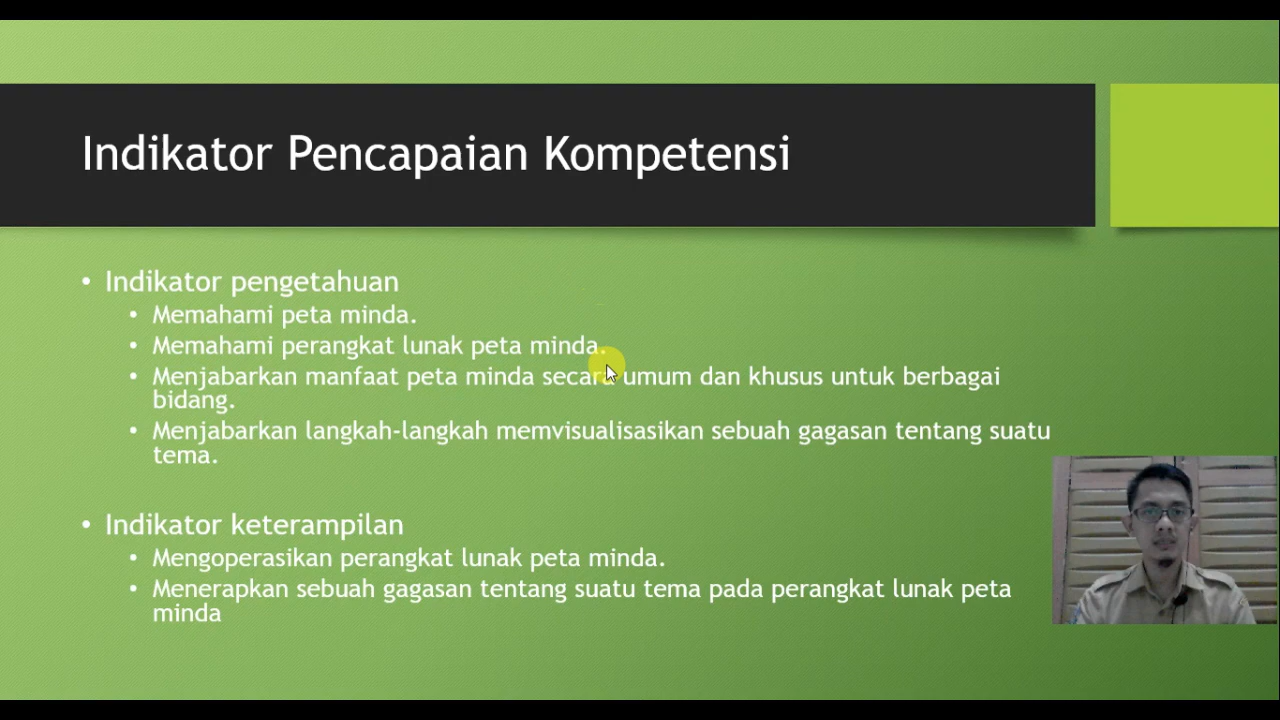 Indikator Pencapaian Kompetensi
• Indikator pengetahuan
• Memahami peta minda.
• Memahami perangkat lunak peta minda.
• Menjabarkan manfaat peta minda secara umum dan khusus untuk berbagai
bidang.
• Menjabarkan langkah-langkah memvisualisasikan sebuah gagasan tentang suatu
tema.
• Indikator keterampilan
• Mengoperasikan perangkat lunak peta minda.
• Menerapkan sebuah gagasan tentang suatu tema pada perangkat lunak peta
minda